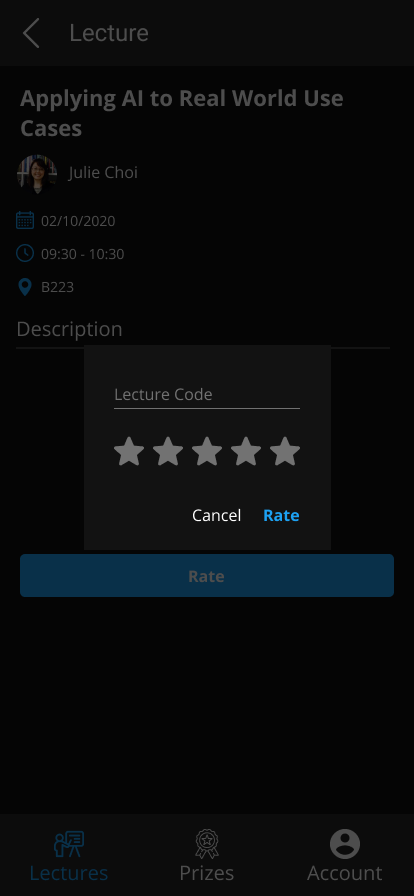 Lecture
Applying AI to Real World Use
Cases
Julie Choi
02/10/2020
09:30 - 10:30
B223
Description
Lecture Code
Cancel Rate
Rate
Lectures Prizes Account